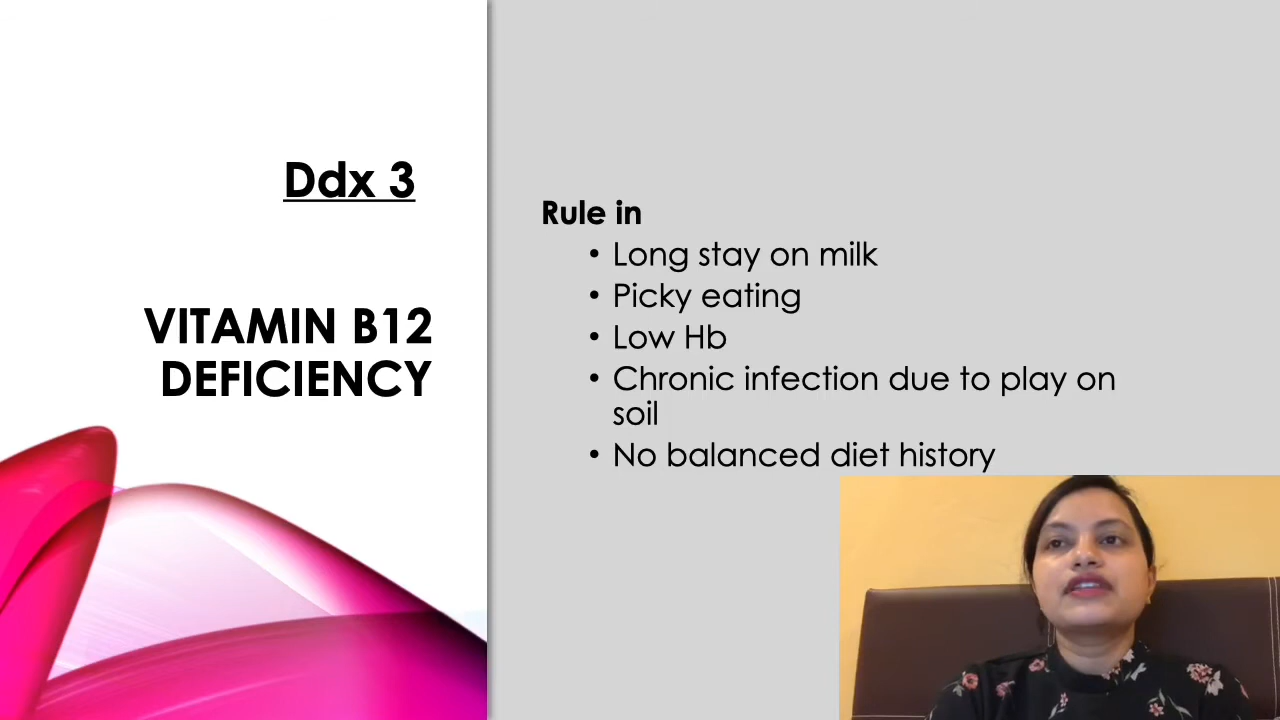 Ddx 3
VITAMIN B12
DEFICIENCY
Rule in
• Long stay on milk
• Picky eating
• Low Hb
• Chronic infection due to play on
soil
• No balanced diet history